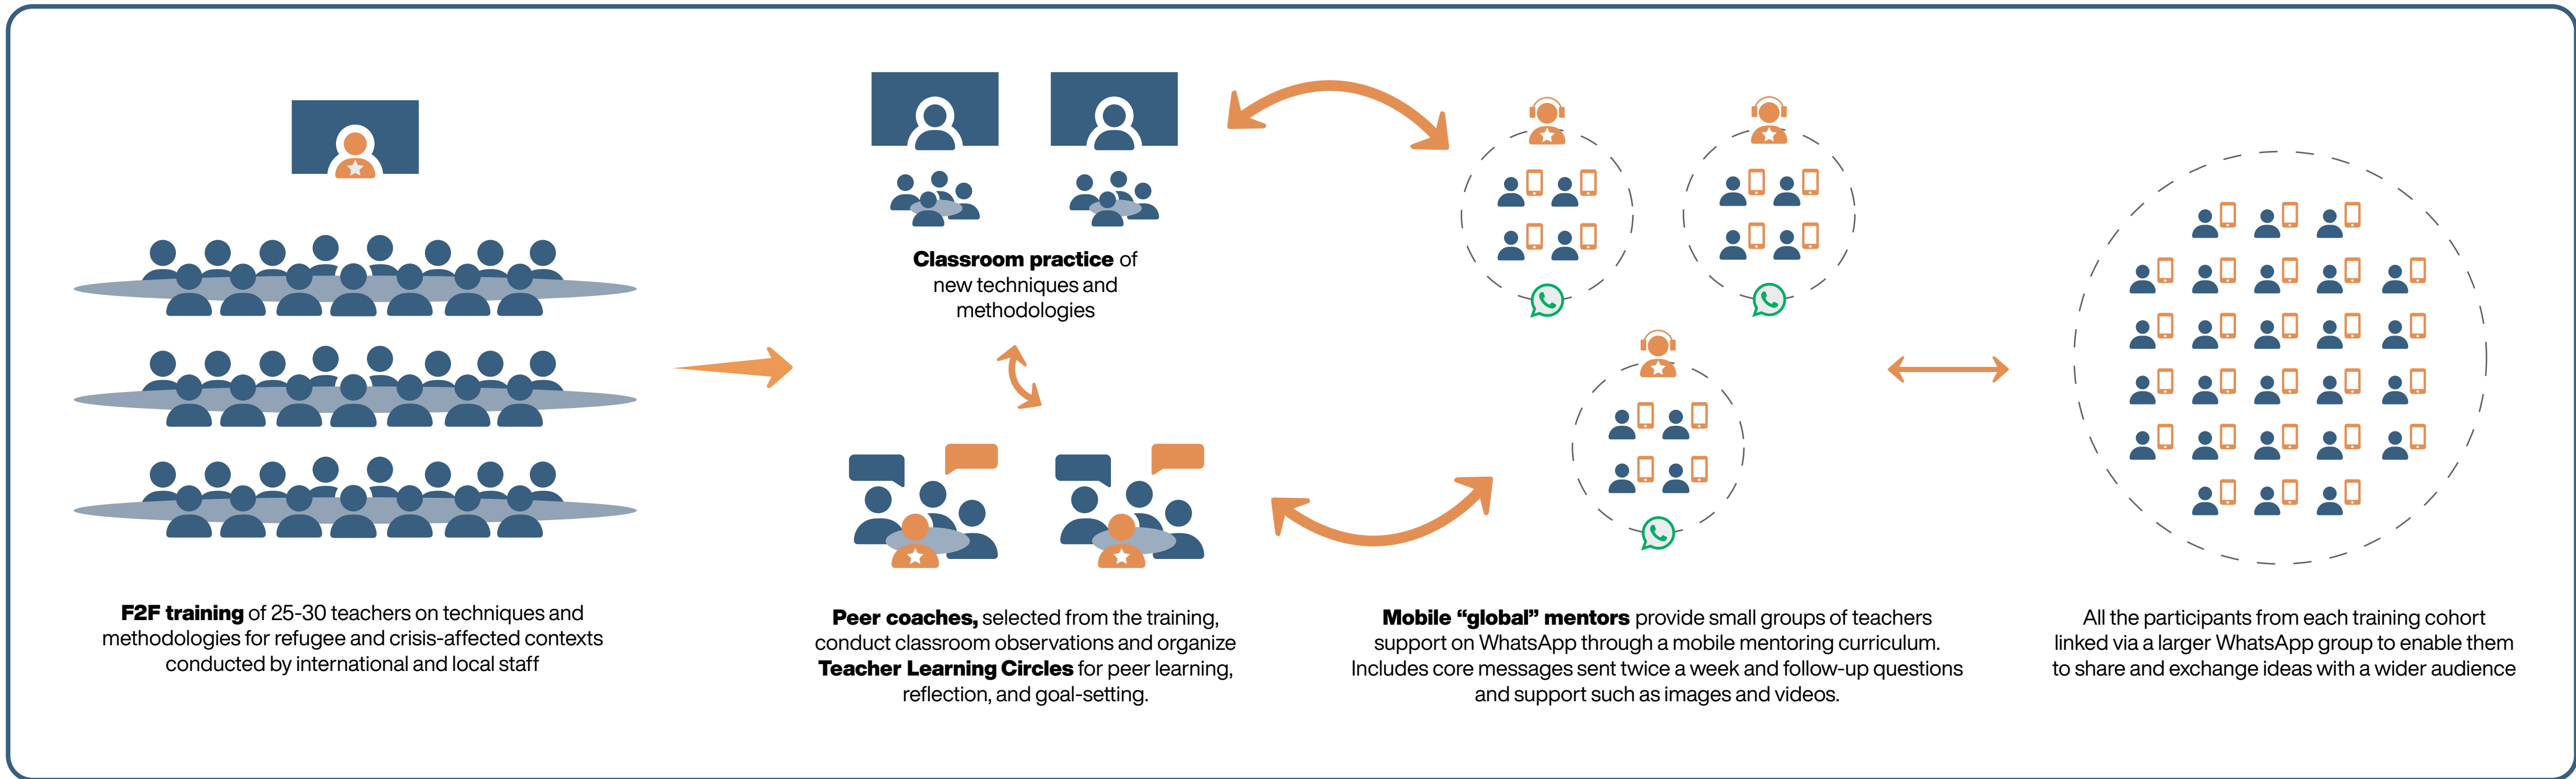 Classroom practice of
new techniques and
methodologies
F2F training of 25-30 teachers on techniques and
methodologies for refugee and crisis-affected contexts
conducted by international and local staff
Peer coaches, selected from the training,
conduct classroom observations and organize
Teacher Learning Circles for peer learning,
reflection, and goal-setting.
Mobile “global” mentors provide small groups of teachers
support on WhatsApp through a mobile mentoring curriculum.
Includes core messages sent twice a week and follow-up questions
and support such as images and videos.
All the participants from each training cohort
linked via a larger WhatsApp group to enable them
to share and exchange ideas with a wider audience